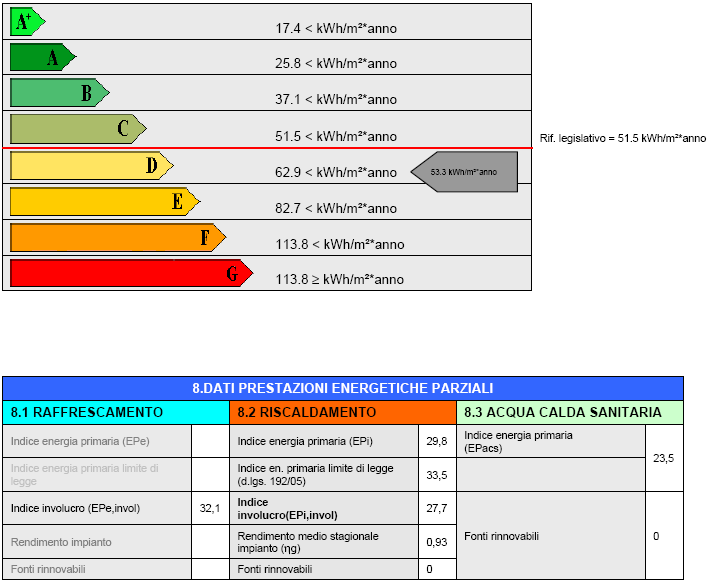 A+ 17.4 < kWh/m²*anno
A 25.8 < kWh/m²*anno
B 37.1 < kWh/m²*anno
C 51.5 < kWh/m²*anno
Rif. legislativo = 51.5 kWh/m²*anno
D 62.9 < kWh/m²*anno 53.3 kWh/m²*anno
E 82.7 < kWh/m²*anno
F 113.8 < kWh/m²*anno
G 113.8 ≥ kWh/m²*anno
8.DATI PRESTAZIONI ENERGETICHE PARZIALI
8.1 RAFFRESCAMENTO 8.2 RISCALDAMENTO 8.3 ACQUA CALDA SANITARIA
Indice energia primaria (EPe) Indice energia primaria (EPi) 29,8 Indice energia primaria
(EPacs) 23,5
Indice energia primaria limite di
legge Indice en. primaria limite di legge
(d.lgs. 192/05) 33,5
Indice involucro (EPe,invol) 32,1 Indice
involucro(EPi,invol) 27,7
Rendimento impianto Rendimento medio stagionale
impianto (ηg) 0,93 Fonti rinnovabili 0
Fonti rinnovabili Fonti rinnovabili 0